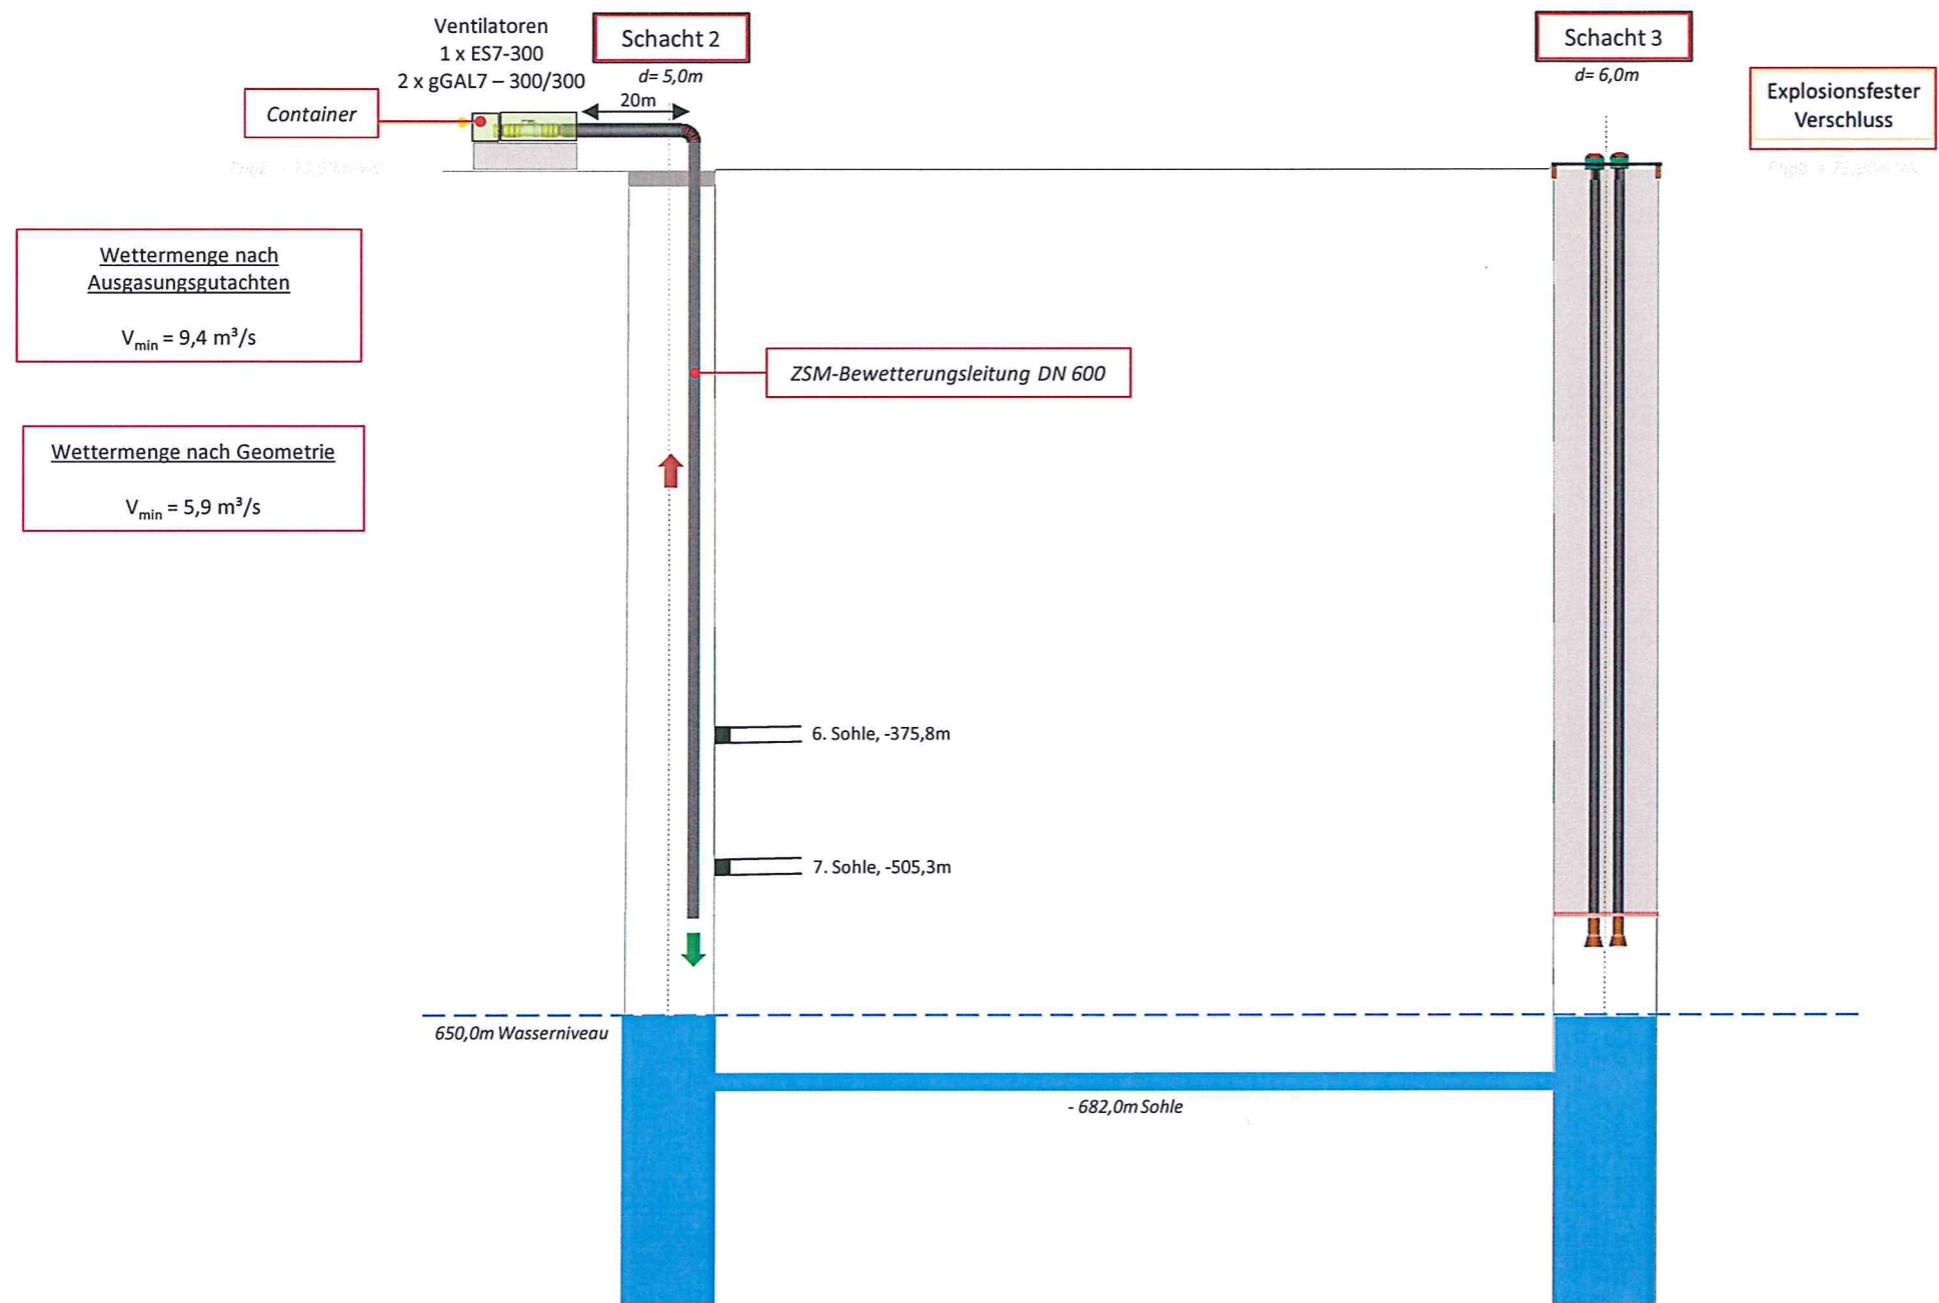 Ventilatoren
1 x ES7-300
2 x gGAL7 – 300/300
Schacht 2
d= 5,0m
20m
Container
Schacht 3
d= 6,0m
Explosionsfester
Verschluss
Wettermenge nach
Ausgasungsgutachten
Vmin = 9,4 m³/s
ZSM-Bewetterungsleitung DN 600
Wettermenge nach Geometrie
Vmin = 5,9 m³/s
6. Sohle, -375,8m
7. Sohle, -505,3m
650,0m Wasserniveau
- 682,0m Sohle